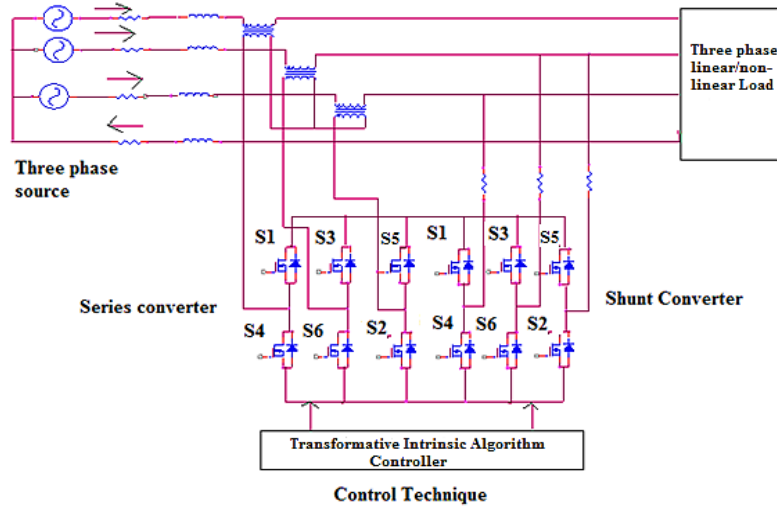 Three phase
linear/non-
linear Load
Three phase
source
S1
S3
S5
S1
S3
S5
Series converter
Shunt Converter
S4
S6
S2
S4
S6
S2
Transformative Intrinsic Algorithm
Controller
Control Technique